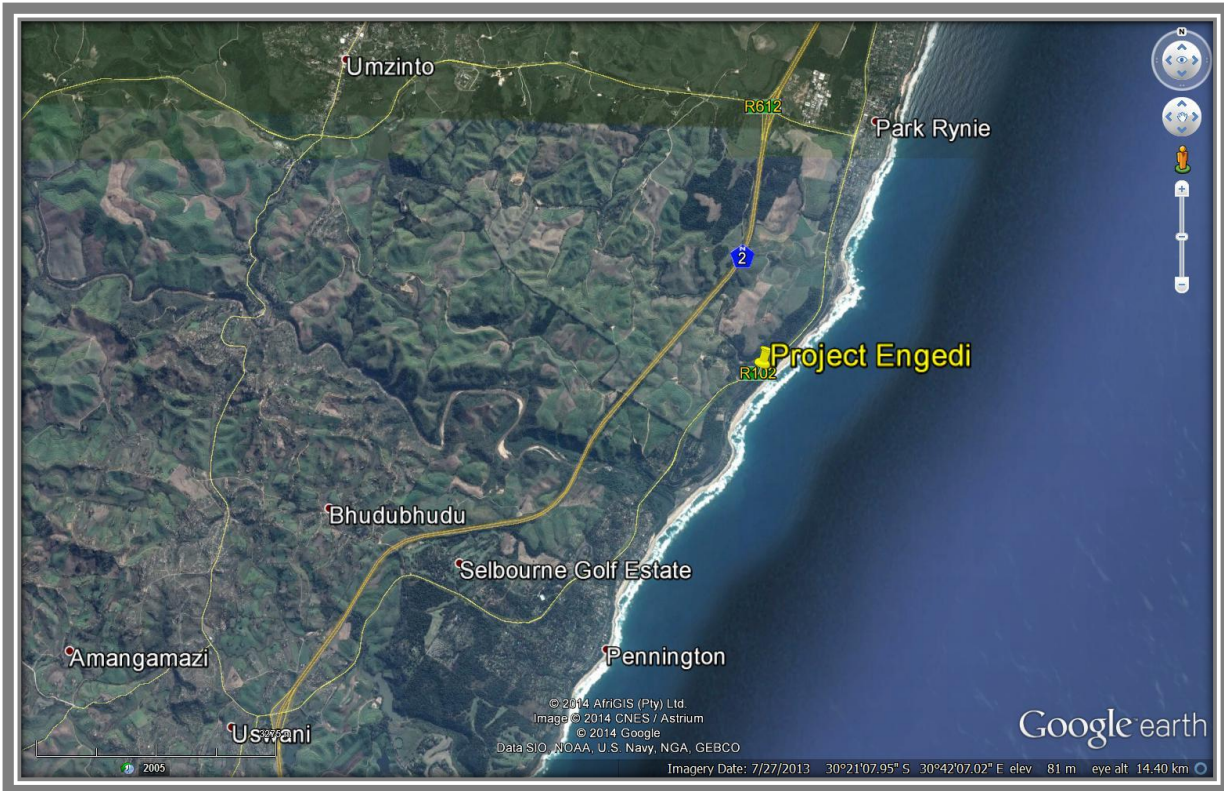 N
Umzinto
R612
Park Rynie
2
Project Engedi
R102
Bhudubhudu
Selbourne Golf Estate
Amangamazi
Pennington
© 2014 AfriGIS (Pty) Ltd.
Image © 2014 CNES / Astrium
© 2014 Google
Data SIO, NOAA, U.S. Navy, NGA, GEBCO
Uswani
Google earth
2005
Imagery Date: 7/27/2013 30°21'07.95" S 30°42'07.02" E elev 81 m eye alt 14.40 km